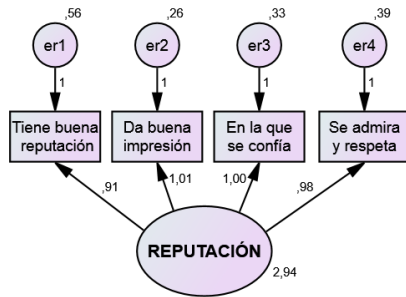 ,56 ,26 ,33 ,39
er1 er2 er3 er4
1 1 1 1
Tiene buena
reputación
Da buena
impresión
En la que
se confía
Se admira
y respeta
,91 1,01 1,00 ,98
REPUTACIÓN
2,94